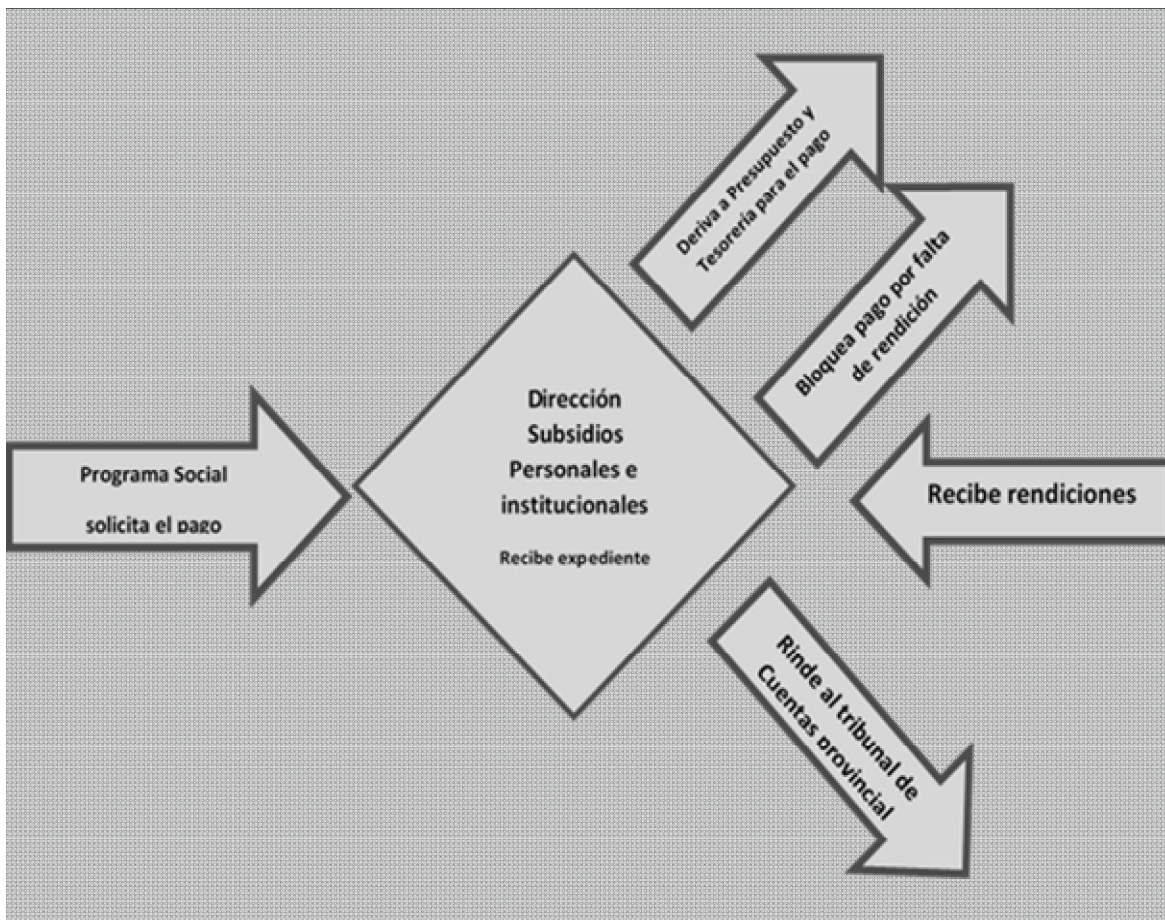 Programa Social
solicita el pago
Dirección
Subsidios
Personales e
institucionales
Recibe expediente
Deriva a Presupuesto y
Tesorería para el pago
Bloquea pago por falta
de rendición
Recibe rendiciones
Rinde al tribunal de
Cuentas provincial